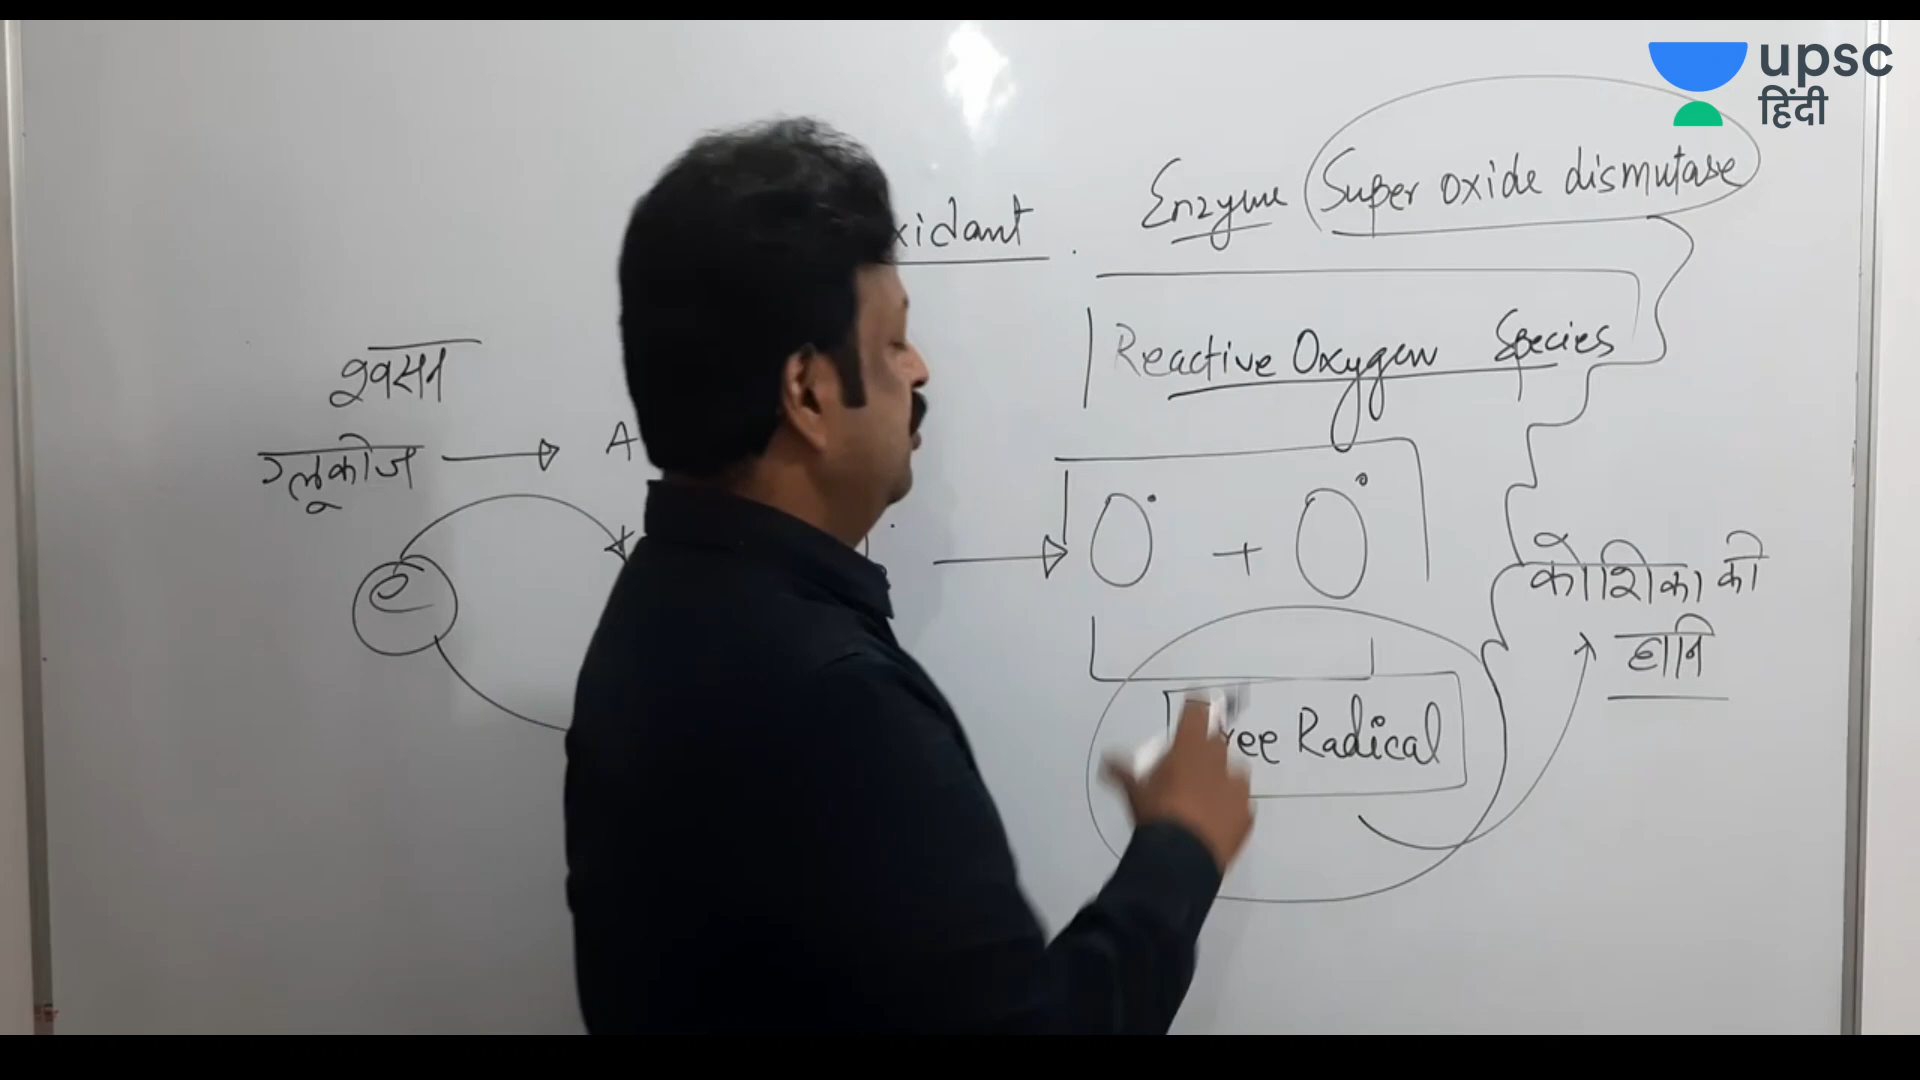 upsc
हिंदी
Enzyme Super oxide dismutase
xidant
Reactive Oxygen Species
श्वसन
ग्लूकोज → A
O• + O•
e
कोशिका को
हानि
ree Radical